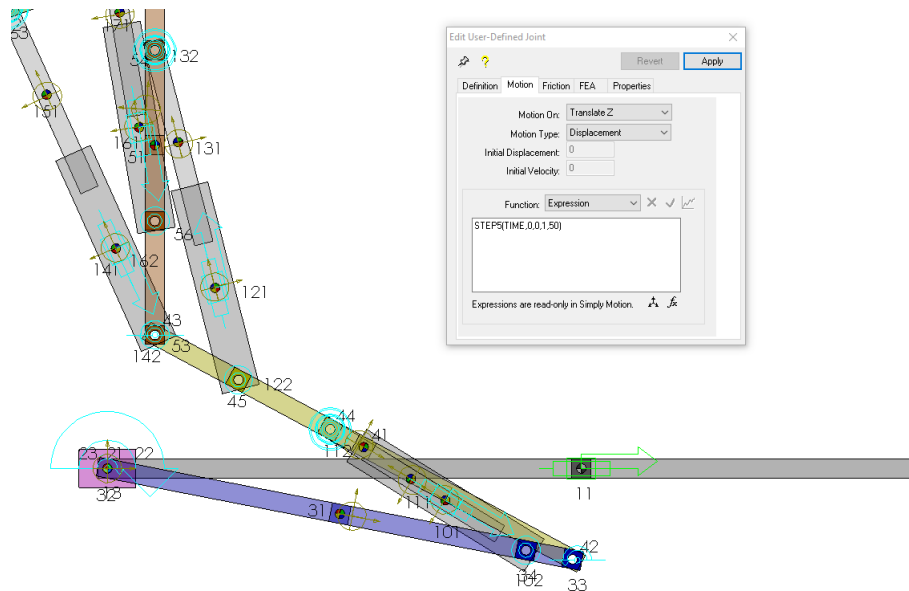 53
171
54
132
151
161
51
131
56
162
141
121
43
53
142
122
45
44
41
112
23 21 22
32
11
111
31
101
42
34
102
33
Edit User-Defined Joint
Revert
Apply
Definition Motion Friction FEA Properties
Motion On: Translate Z
Motion Type: Displacement
Initial Displacement: 0
Initial Velocity: 0
Function: Expression
STEP5(TIME,0,0,1,50)
Expressions are read-only in Simply Motion.